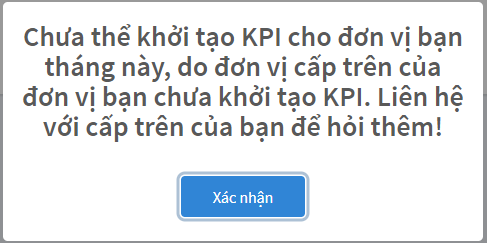 Chưa thể khởi tạo KPI cho đơn vị bạn
tháng này, do đơn vị cấp trên của
đơn vị bạn chưa khởi tạo KPI. Liên hệ
với cấp trên của bạn để hỏi thêm!
Xác nhận